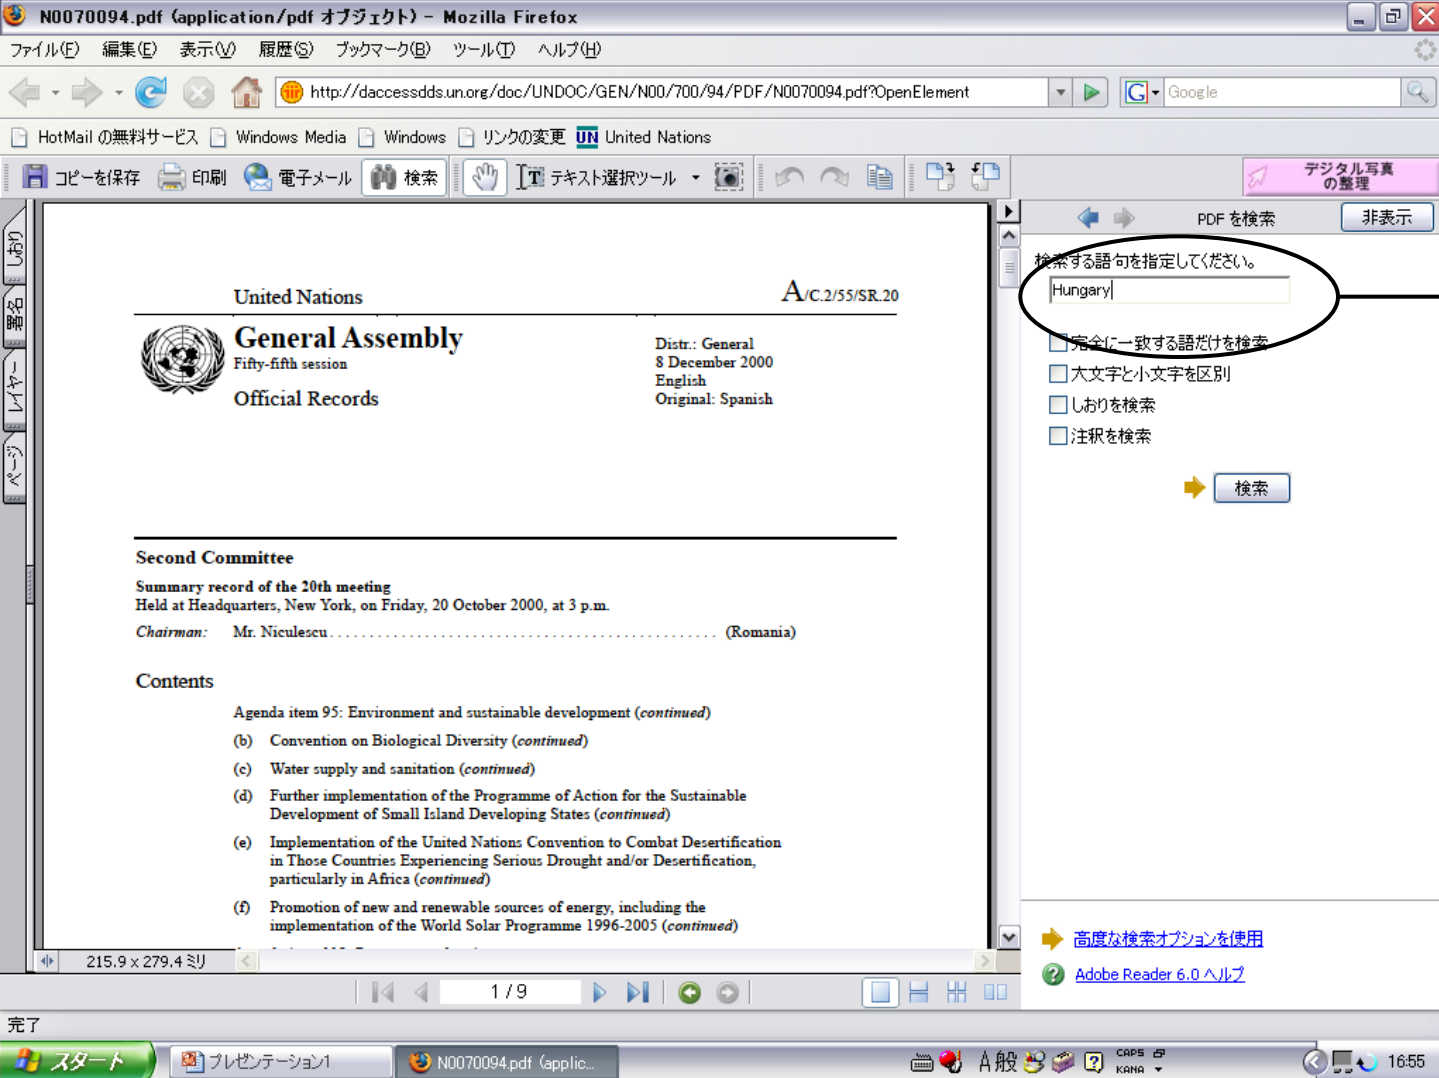 N0070094.pdf (application/pdf オブジェクト) - Mozilla Firefox
ファイル(F) 編集(E) 表示(V) 履歴(S) ブックマーク(B) ツール(T) ヘルプ(H)
http://daccessdds.un.org/doc/UNDOC/GEN/N00/700/94/PDF/N0070094.pdf?OpenElement
G Google
HotMail の無料サービス Windows Media Windows リンクの変更 UN United Nations
コピーを保存 印刷 電子メール 検索 テキスト選択ツール
デジタル写真
の整理
PDF を検索 非表示
検索する語句を指定してください。
Hungary
完全に一致する語だけを検索
大文字と小文字を区別
しおりを検索
注釈を検索
検索
高度な検索オプションを使用
Adobe Reader 6.0 ヘルプ
しおり
署名
レイヤー
ページ
United Nations A/C.2/55/SR.20
General Assembly
Fifty-fifth session
Official Records
Distr.: General
8 December 2000
English
Original: Spanish
Second Committee
Summary record of the 20th meeting
Held at Headquarters, New York, on Friday, 20 October 2000, at 3 p.m.
Chairman: Mr. Niculescu . . . . . . . . . . . . . . . . . . . . . . . . . . . . . . . . . . . . . . . . . . . . . . . . (Romania)
Contents
Agenda item 95: Environment and sustainable development (continued)
(b) Convention on Biological Diversity (continued)
(c) Water supply and sanitation (continued)
(d) Further implementation of the Programme of Action for the Sustainable
Development of Small Island Developing States (continued)
(e) Implementation of the United Nations Convention to Combat Desertification
in Those Countries Experiencing Serious Drought and/or Desertification,
particularly in Africa (continued)
(f) Promotion of new and renewable sources of energy, including the
implementation of the World Solar Programme 1996-2005 (continued)
215.9 x 279.4 ミリ
1 / 9
完了
スタート プレゼンテーション1 N0070094.pdf (applic... A 般 CAPS KANA 16:55